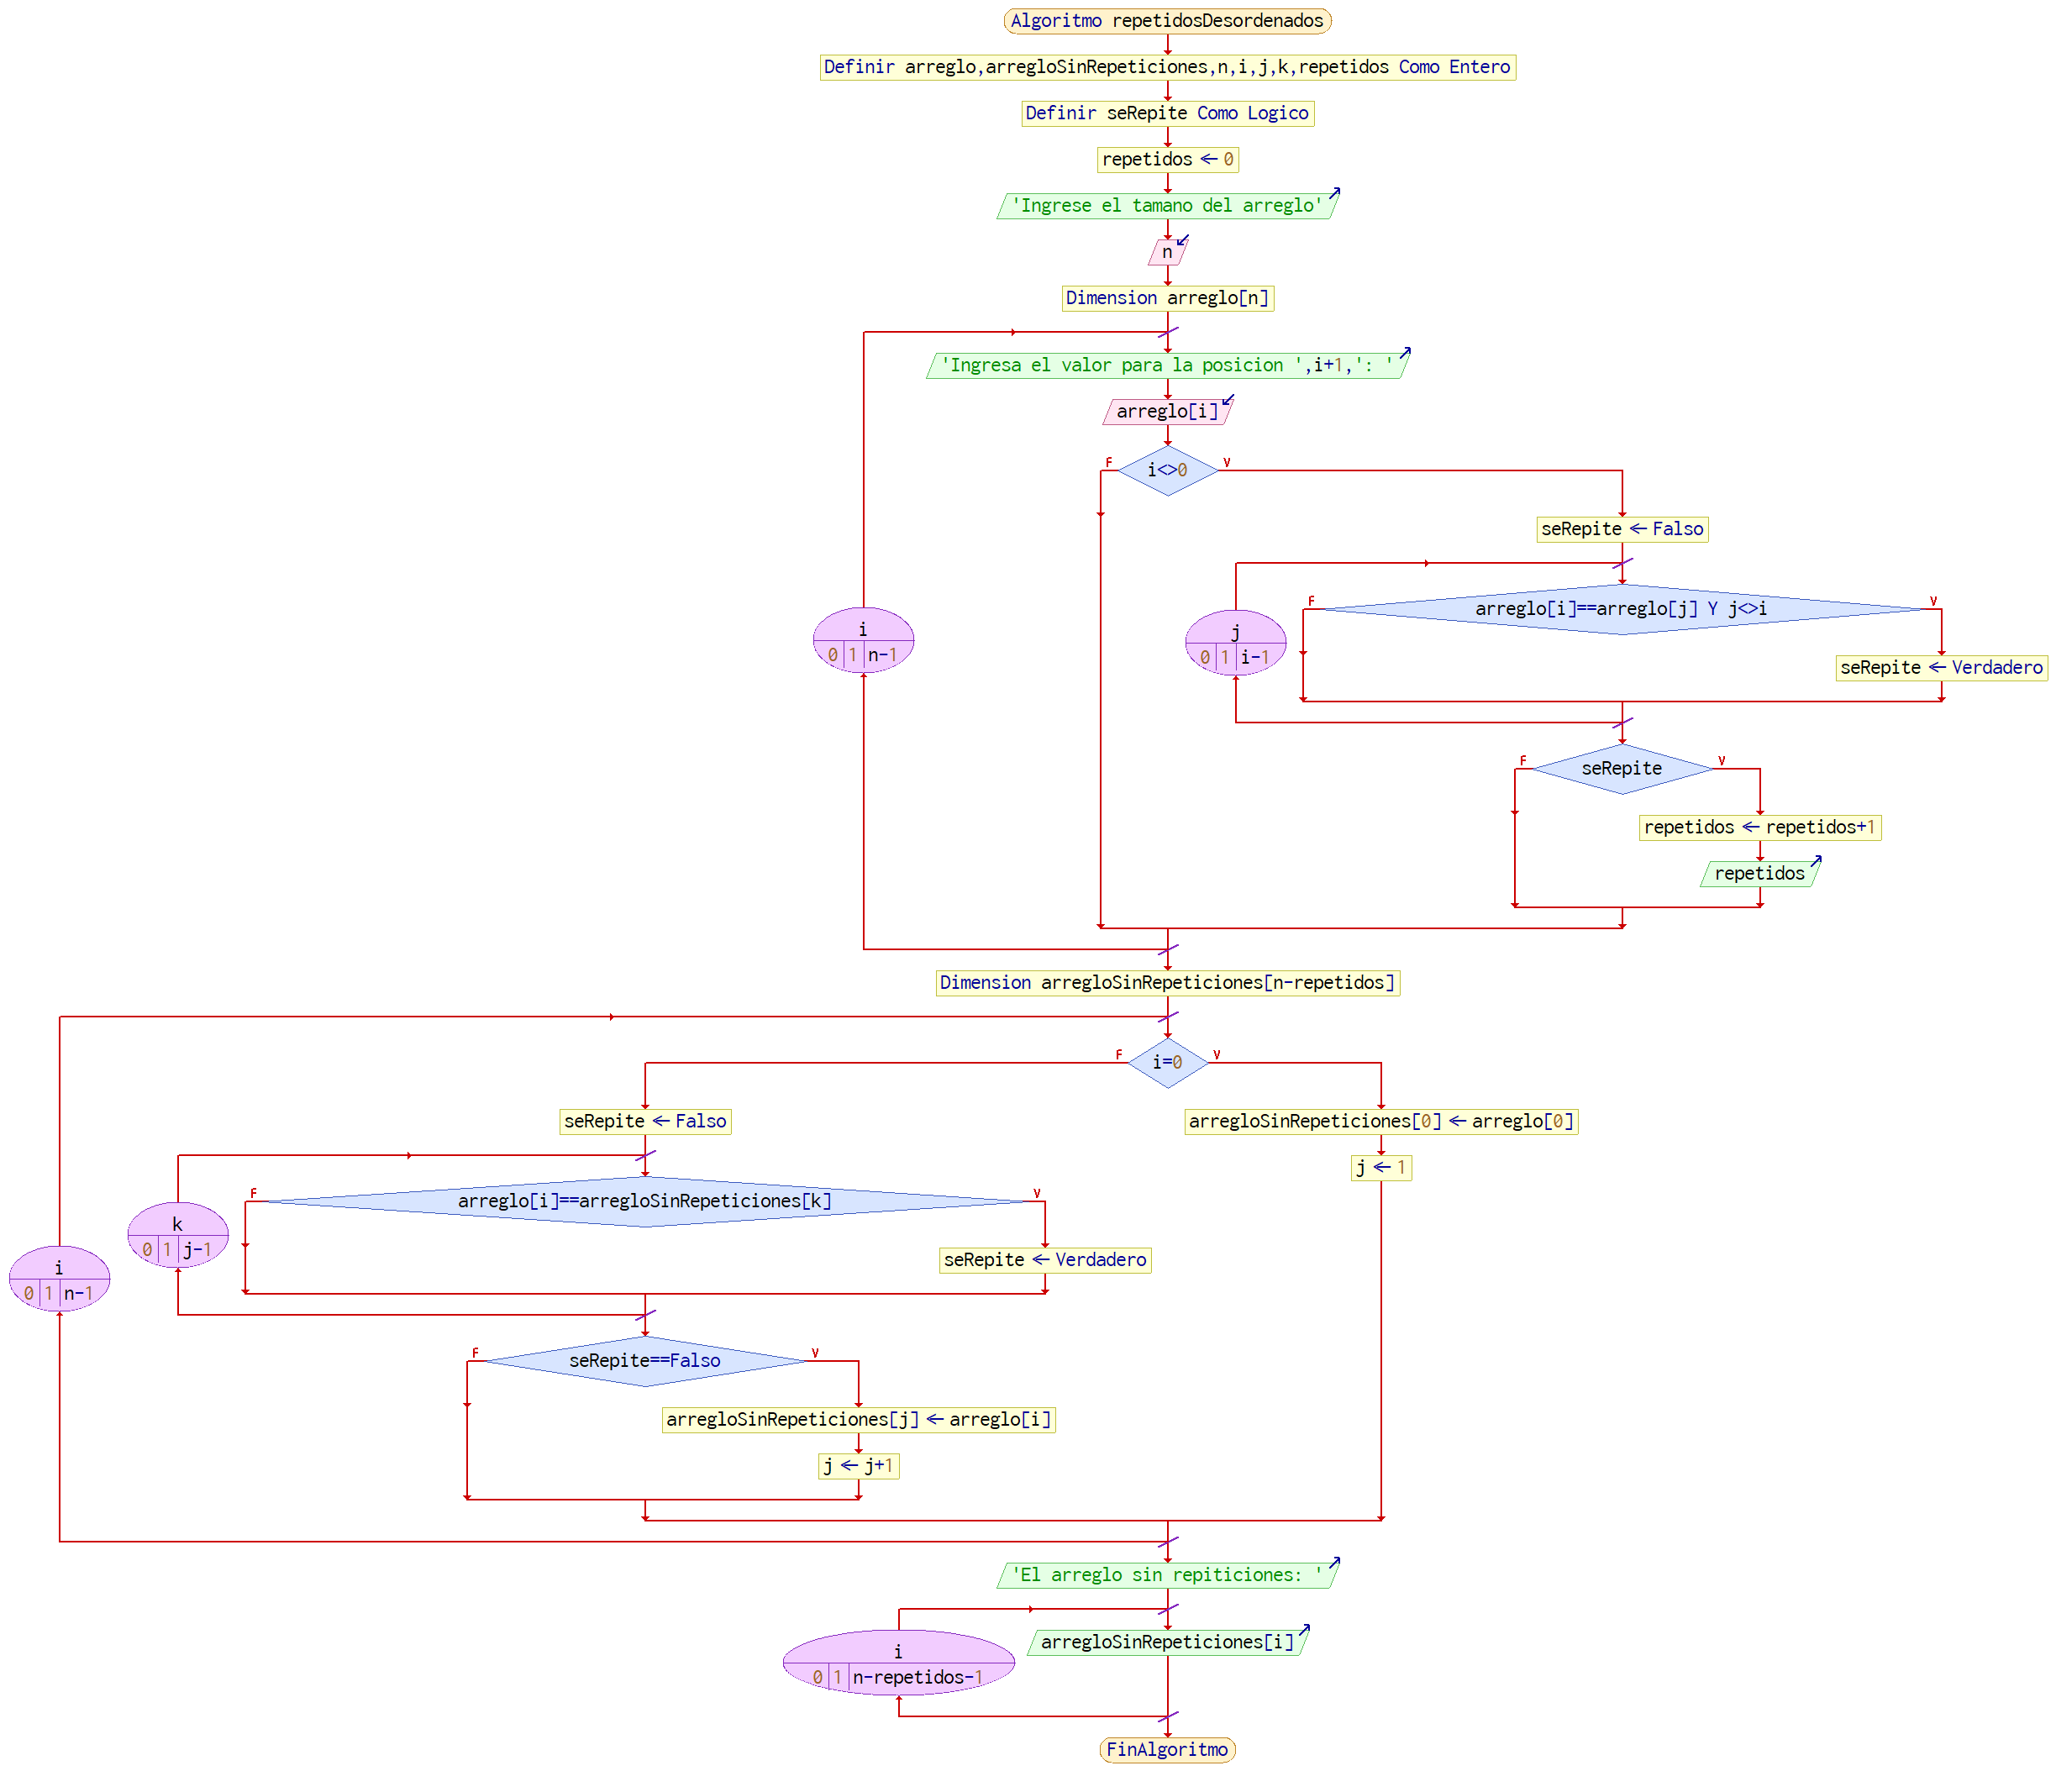 Algoritmo repetidosDesordenados
Definir arreglo,arregloSinRepeticiones,n,i,j,k,repetidos Como Entero
Definir seRepite Como Logico
repetidos ← 0
'Ingrese el tamano del arreglo'
n
Dimension arreglo[n]
'Ingresa el valor para la posicion ',i+1,': '
arreglo[i]
i<>0
F
V
seRepite ← Falso
i
0 1 n-1
j
0 1 i-1
arreglo[i]==arreglo[j] Y j<>i
F
V
seRepite ← Verdadero
seRepite
F
V
repetidos ← repetidos+1
repetidos
Dimension arregloSinRepeticiones[n-repetidos]
i=0
F
V
seRepite ← Falso
arregloSinRepeticiones[0] ← arreglo[0]
j ← 1
i
0 1 n-1
k
0 1 j-1
arreglo[i]==arregloSinRepeticiones[k]
F
V
seRepite ← Verdadero
seRepite==Falso
F
V
arregloSinRepeticiones[j] ← arreglo[i]
j ← j+1
'El arreglo sin repiticiones: '
i
0 1 n-repetidos-1
arregloSinRepeticiones[i]
FinAlgoritmo